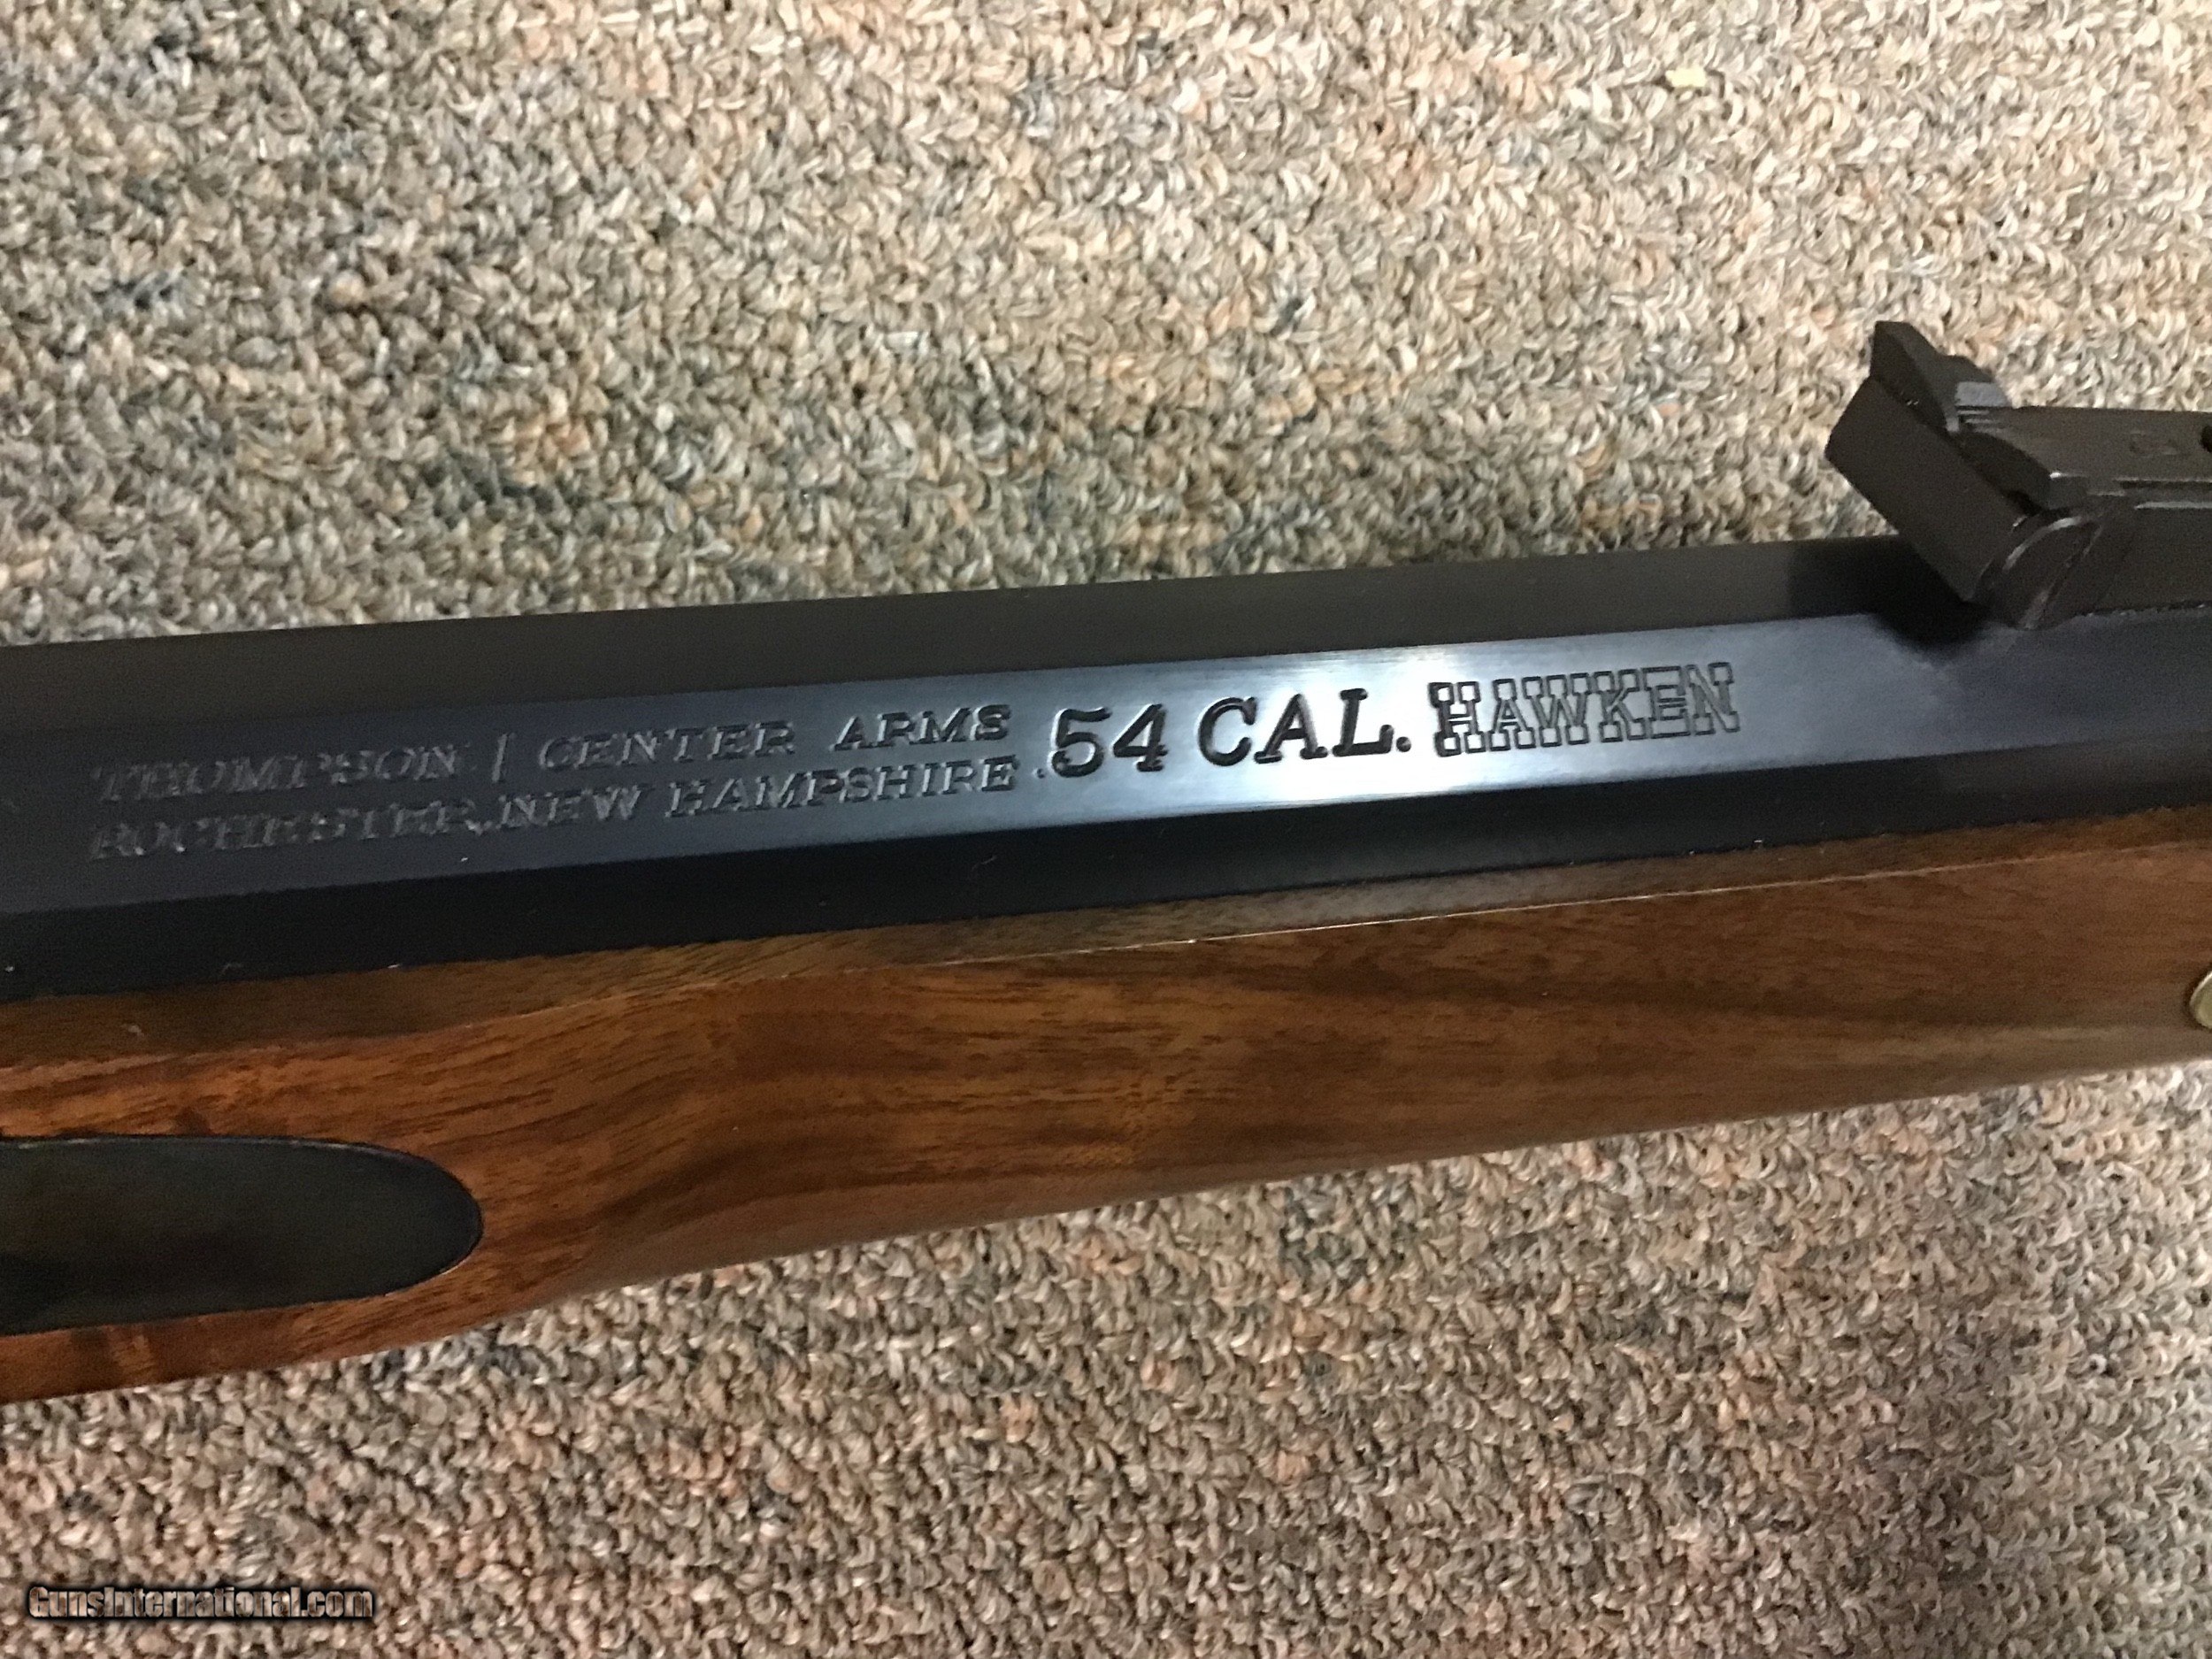 THOMPSON / CENTER ARMS
ROCHESTER, NEW HAMPSHIRE
.54 CAL. HAWKEN
GunsInternational.com